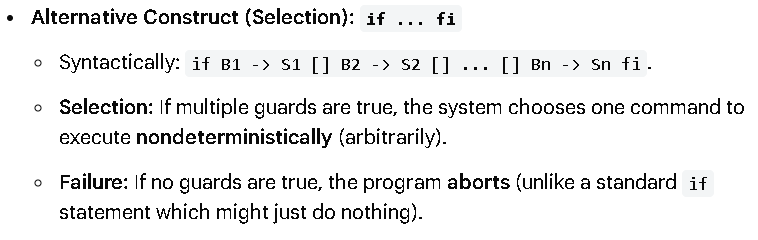 • Alternative Construct (Selection): if ... fi
○ Syntactically: if B1 -> S1 [] B2 -> S2 [] ... [] Bn -> Sn fi.
○ Selection: If multiple guards are true, the system chooses one command to
execute nondeterministically (arbitrarily).
○ Failure: If no guards are true, the program aborts (unlike a standard if
statement which might just do nothing).